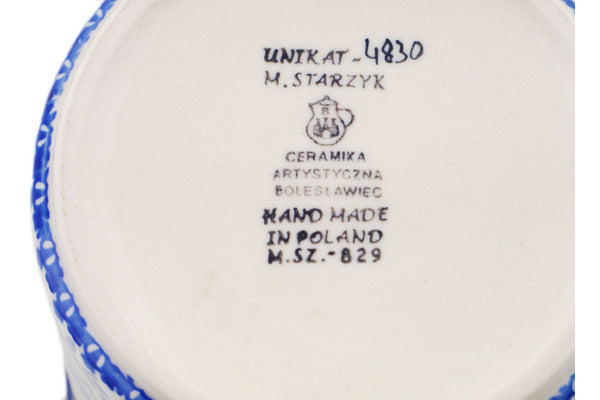 UNIKAT-4830
M. STARZYK
B
CERAMIKA
ARTYSTYCZNA
BOLESŁAWIEC
HAND MADE
IN POLAND
M.SZ.-829